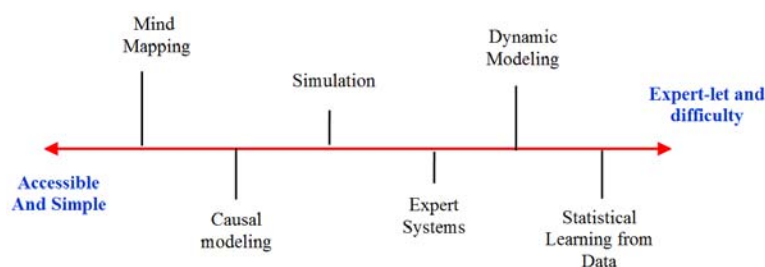 Mind
Mapping
Simulation
Dynamic
Modeling
Expert-let and
difficulty
Accessible
And Simple
Causal
modeling
Expert
Systems
Statistical
Learning from
Data